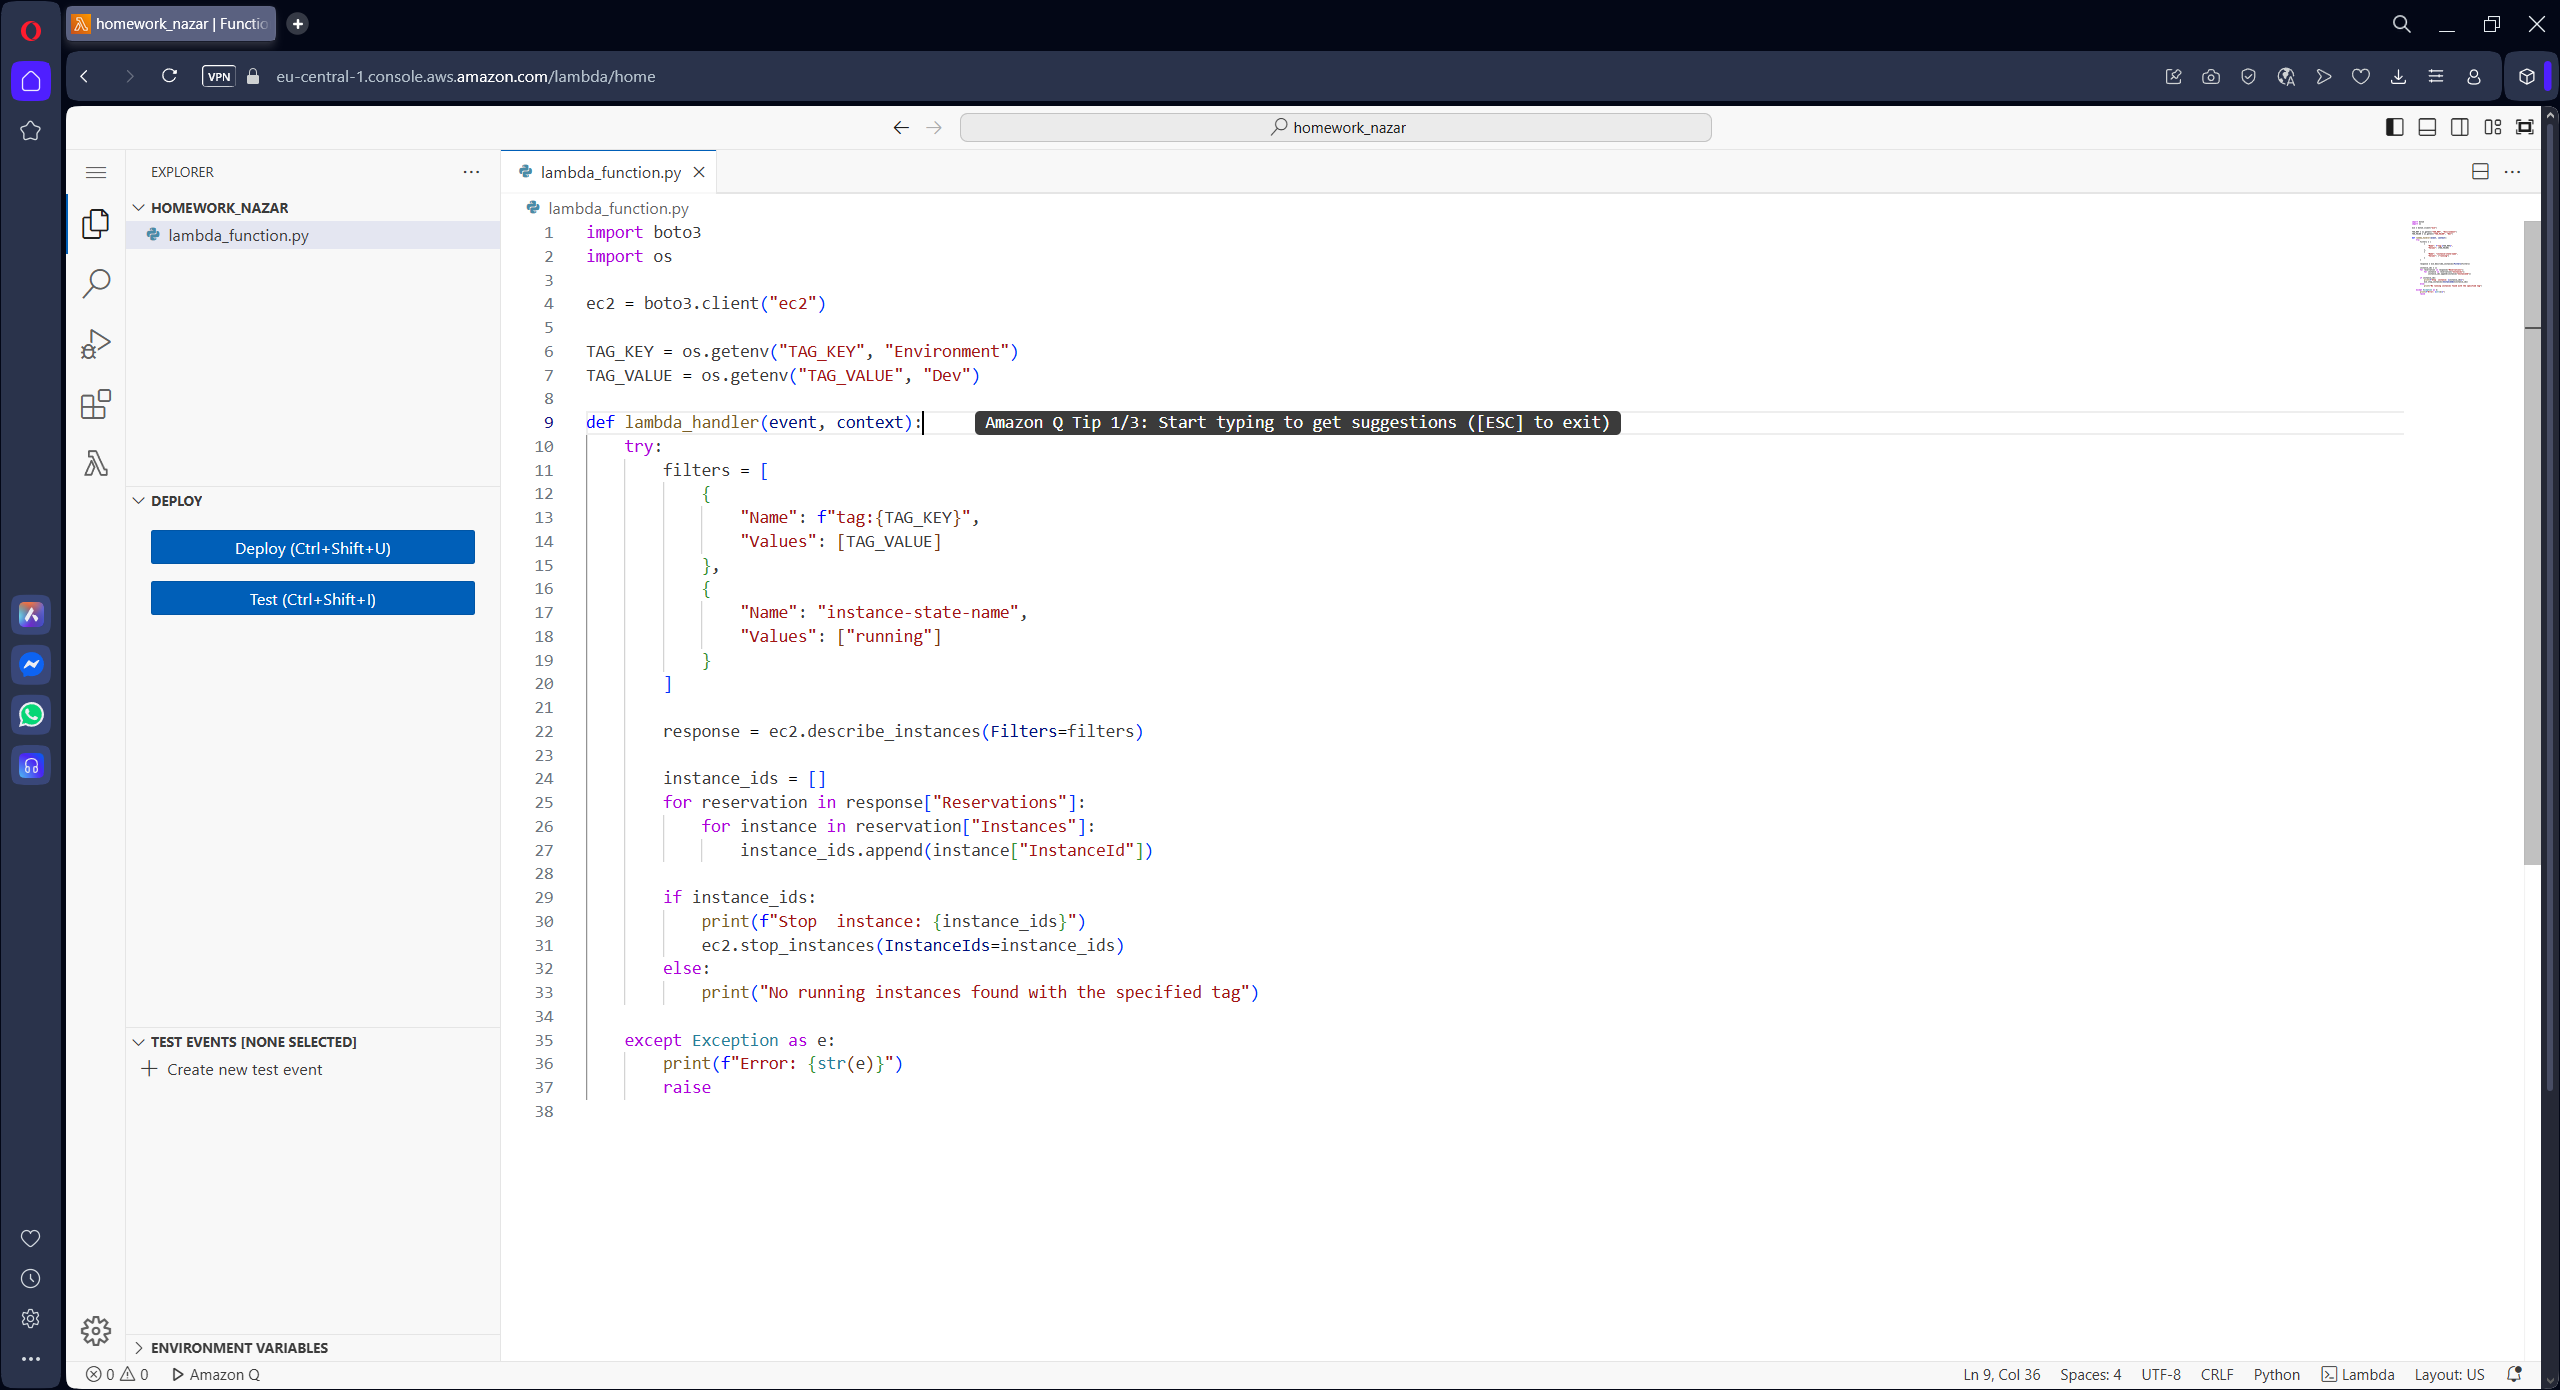 homework_nazar | Functio
VPN
eu-central-1.console.aws.amazon.com/lambda/home
homework_nazar
EXPLORER
HOMEWORK_NAZAR
lambda_function.py
DEPLOY
Deploy (Ctrl+Shift+U)
Test (Ctrl+Shift+I)
TEST EVENTS [NONE SELECTED]
Create new test event
ENVIRONMENT VARIABLES
lambda_function.py
lambda_function.py
1 import boto3
2 import os
3
4 ec2 = boto3.client("ec2")
5
6 TAG_KEY = os.getenv("TAG_KEY", "Environment")
7 TAG_VALUE = os.getenv("TAG_VALUE", "Dev")
8
9 def lambda_handler(event, context): Amazon Q Tip 1/3: Start typing to get suggestions ([ESC] to exit)
10     try:
11         filters = [
12             {
13                 "Name": f"tag:{TAG_KEY}",
14                 "Values": [TAG_VALUE]
15             },
16             {
17                 "Name": "instance-state-name",
18                 "Values": ["running"]
19             }
20         ]
21
22         response = ec2.describe_instances(Filters=filters)
23
24         instance_ids = []
25         for reservation in response["Reservations"]:
26             for instance in reservation["Instances"]:
27                 instance_ids.append(instance["InstanceId"])
28
29         if instance_ids:
30             print(f"Stop  instance: {instance_ids}")
31             ec2.stop_instances(InstanceIds=instance_ids)
32         else:
33             print("No running instances found with the specified tag")
34
35     except Exception as e:
36         print(f"Error: {str(e)}")
37         raise
38
0 0 Amazon Q
Ln 9, Col 36 Spaces: 4 UTF-8 CRLF Python Lambda Layout: US